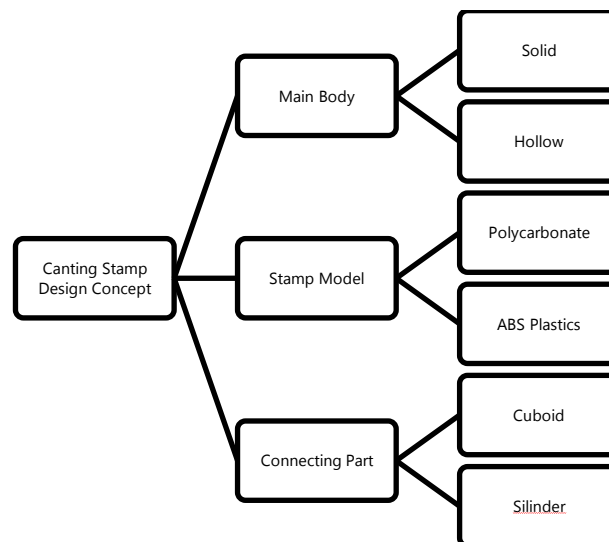 Solid
Main Body
Hollow
Polycarbonate
Canting Stamp
Design Concept
Stamp Model
ABS Plastics
Cuboid
Connecting Part
Silinder